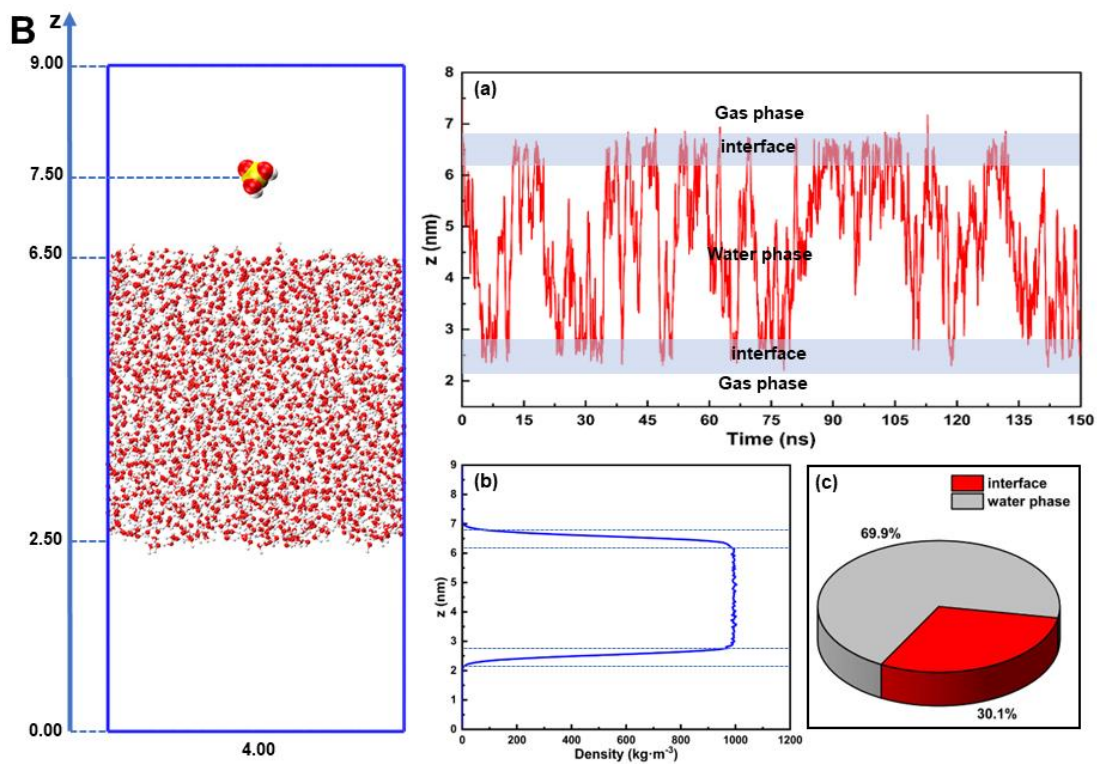 B
z
9.00
7.50
6.50
2.50
0.00
4.00
(a)
Gas phase
interface
Water phase
interface
Gas phase
8
7
6
5
4
3
2
z (nm)
0 15 30 45 60 75 90 105 120 135 150
Time (ns)
(b)
9
8
7
6
5
4
3
2
1
0
z (nm)
0 200 400 600 800 1000 1200
Density (kg·m⁻³)
(c)
interface
water phase
69.9%
30.1%